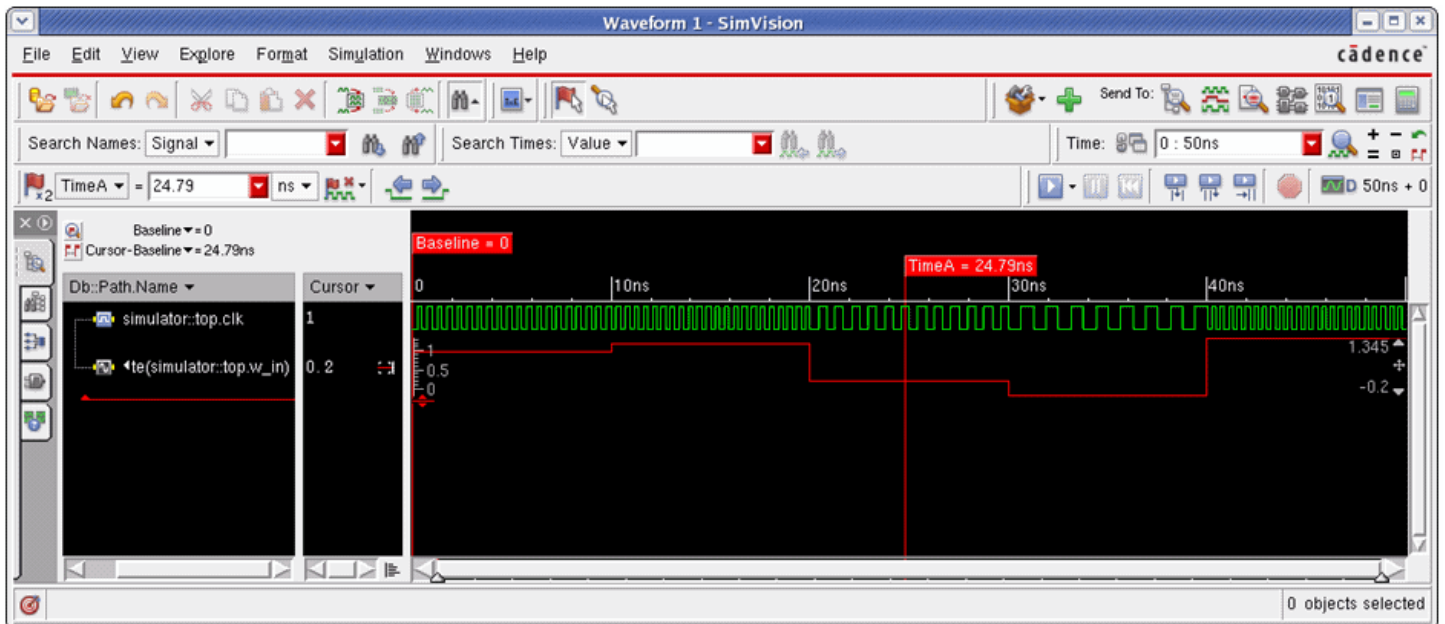 Waveform 1 - SimVision
File Edit View Explore Format Simulation Windows Help
cādence
Send To:
Search Names: Signal
Search Times: Value
Time: 0 : 50ns
x2 TimeA = 24.79 ns
50ns + 0
Baseline = 0
Cursor-Baseline = 24.79ns
Baseline = 0
TimeA = 24.79ns
Db::Path.Name Cursor
0 10ns 20ns 30ns 40ns
simulator::top.clk 1
te(simulator::top.w_in) 0.2
1
0.5
0
1.345
-0.2
0 objects selected